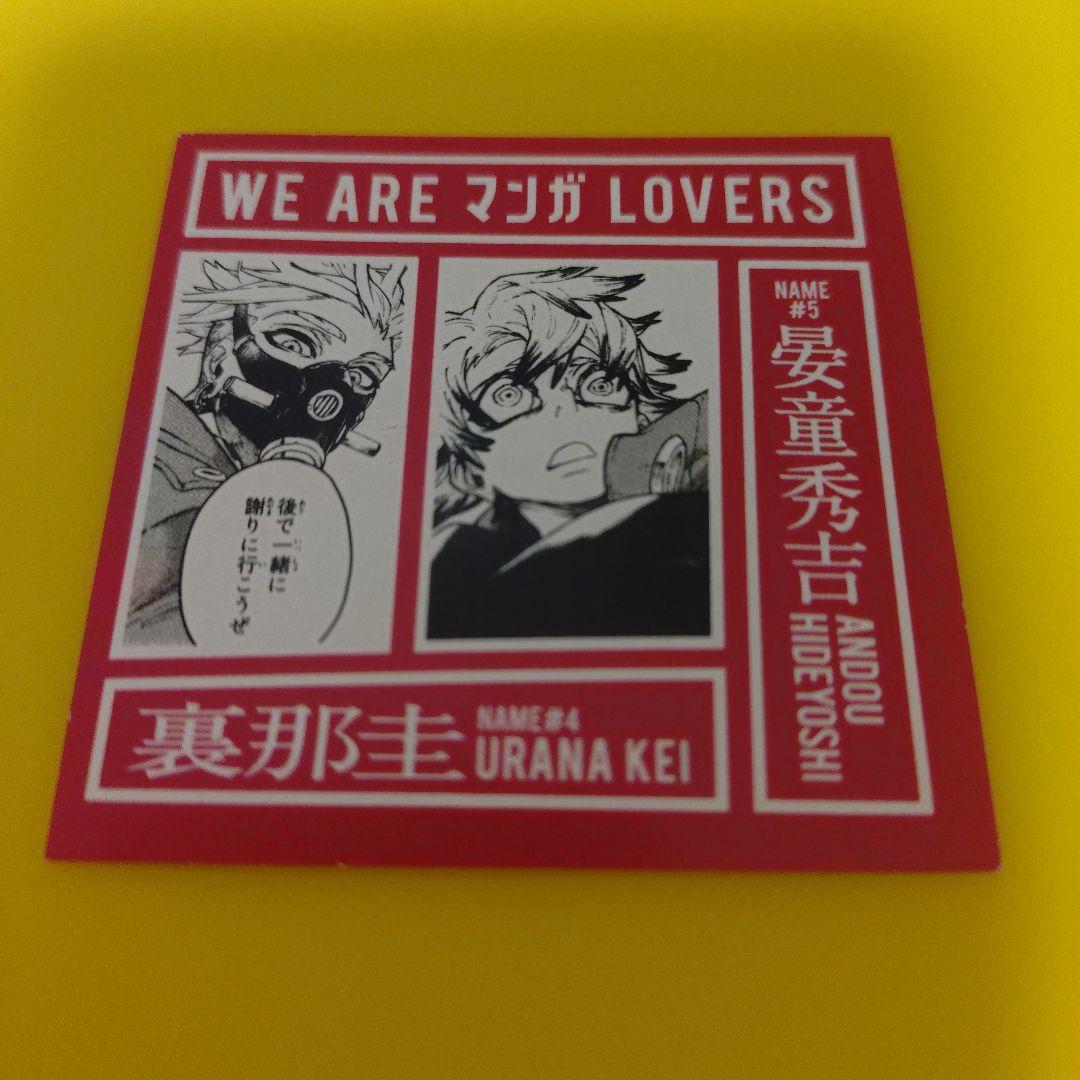 WE ARE マンガ LOVERS
後で一緒に
謝りに行こうぜ
NAME
#5
晏童秀吉
ANDOU
HIDEYOSHI
裏那圭
NAME#4
URANA KEI